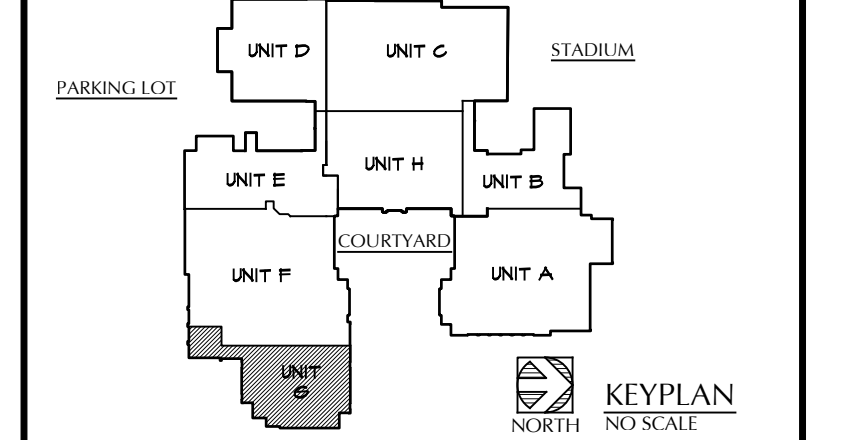 UNIT D
UNIT C
STADIUM
PARKING LOT
UNIT H
UNIT E
UNIT B
COURTYARD
UNIT F
UNIT A
UNIT
G
KEYPLAN
NORTH
NO SCALE